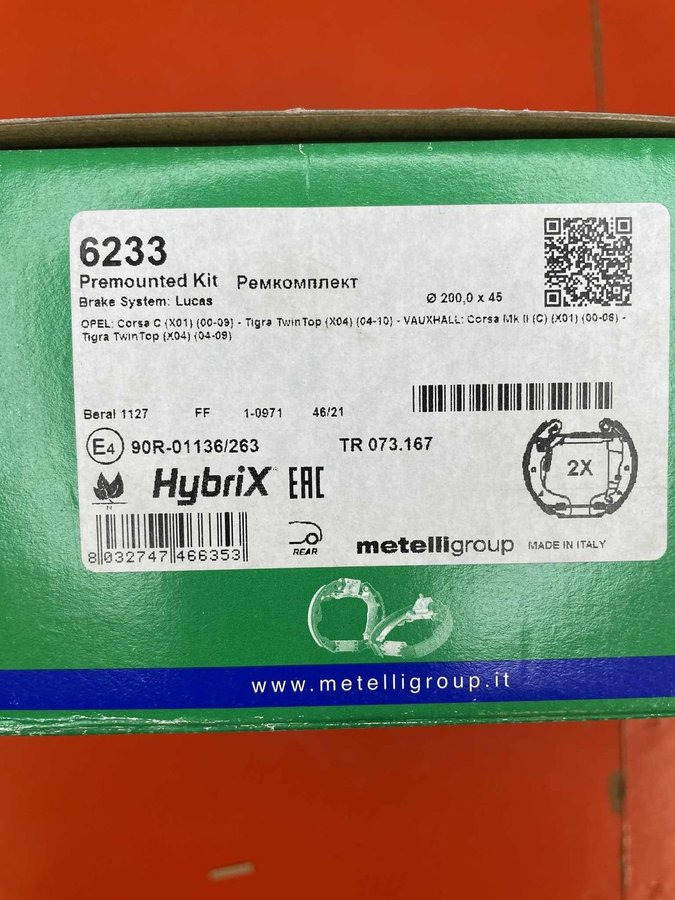 6233
Premounted Kit Ремкомплект
Brake System: Lucas
Ø 200,0 x 45
OPEL: Corsa C (X01) (00-09) - Tigra TwinTop (X04) (04-10) - VAUXHALL: Corsa Mk II (C) (X01) (00-06) -
Tigra TwinTop (X04) (04-09)
Beral 1127 FF 1-0971 46/21
E4 90R-01136/263 TR 073.167
2X
N
HybriX EAC
8 032747 466353
REAR
metelligroup MADE IN ITALY
www.metelligroup.it